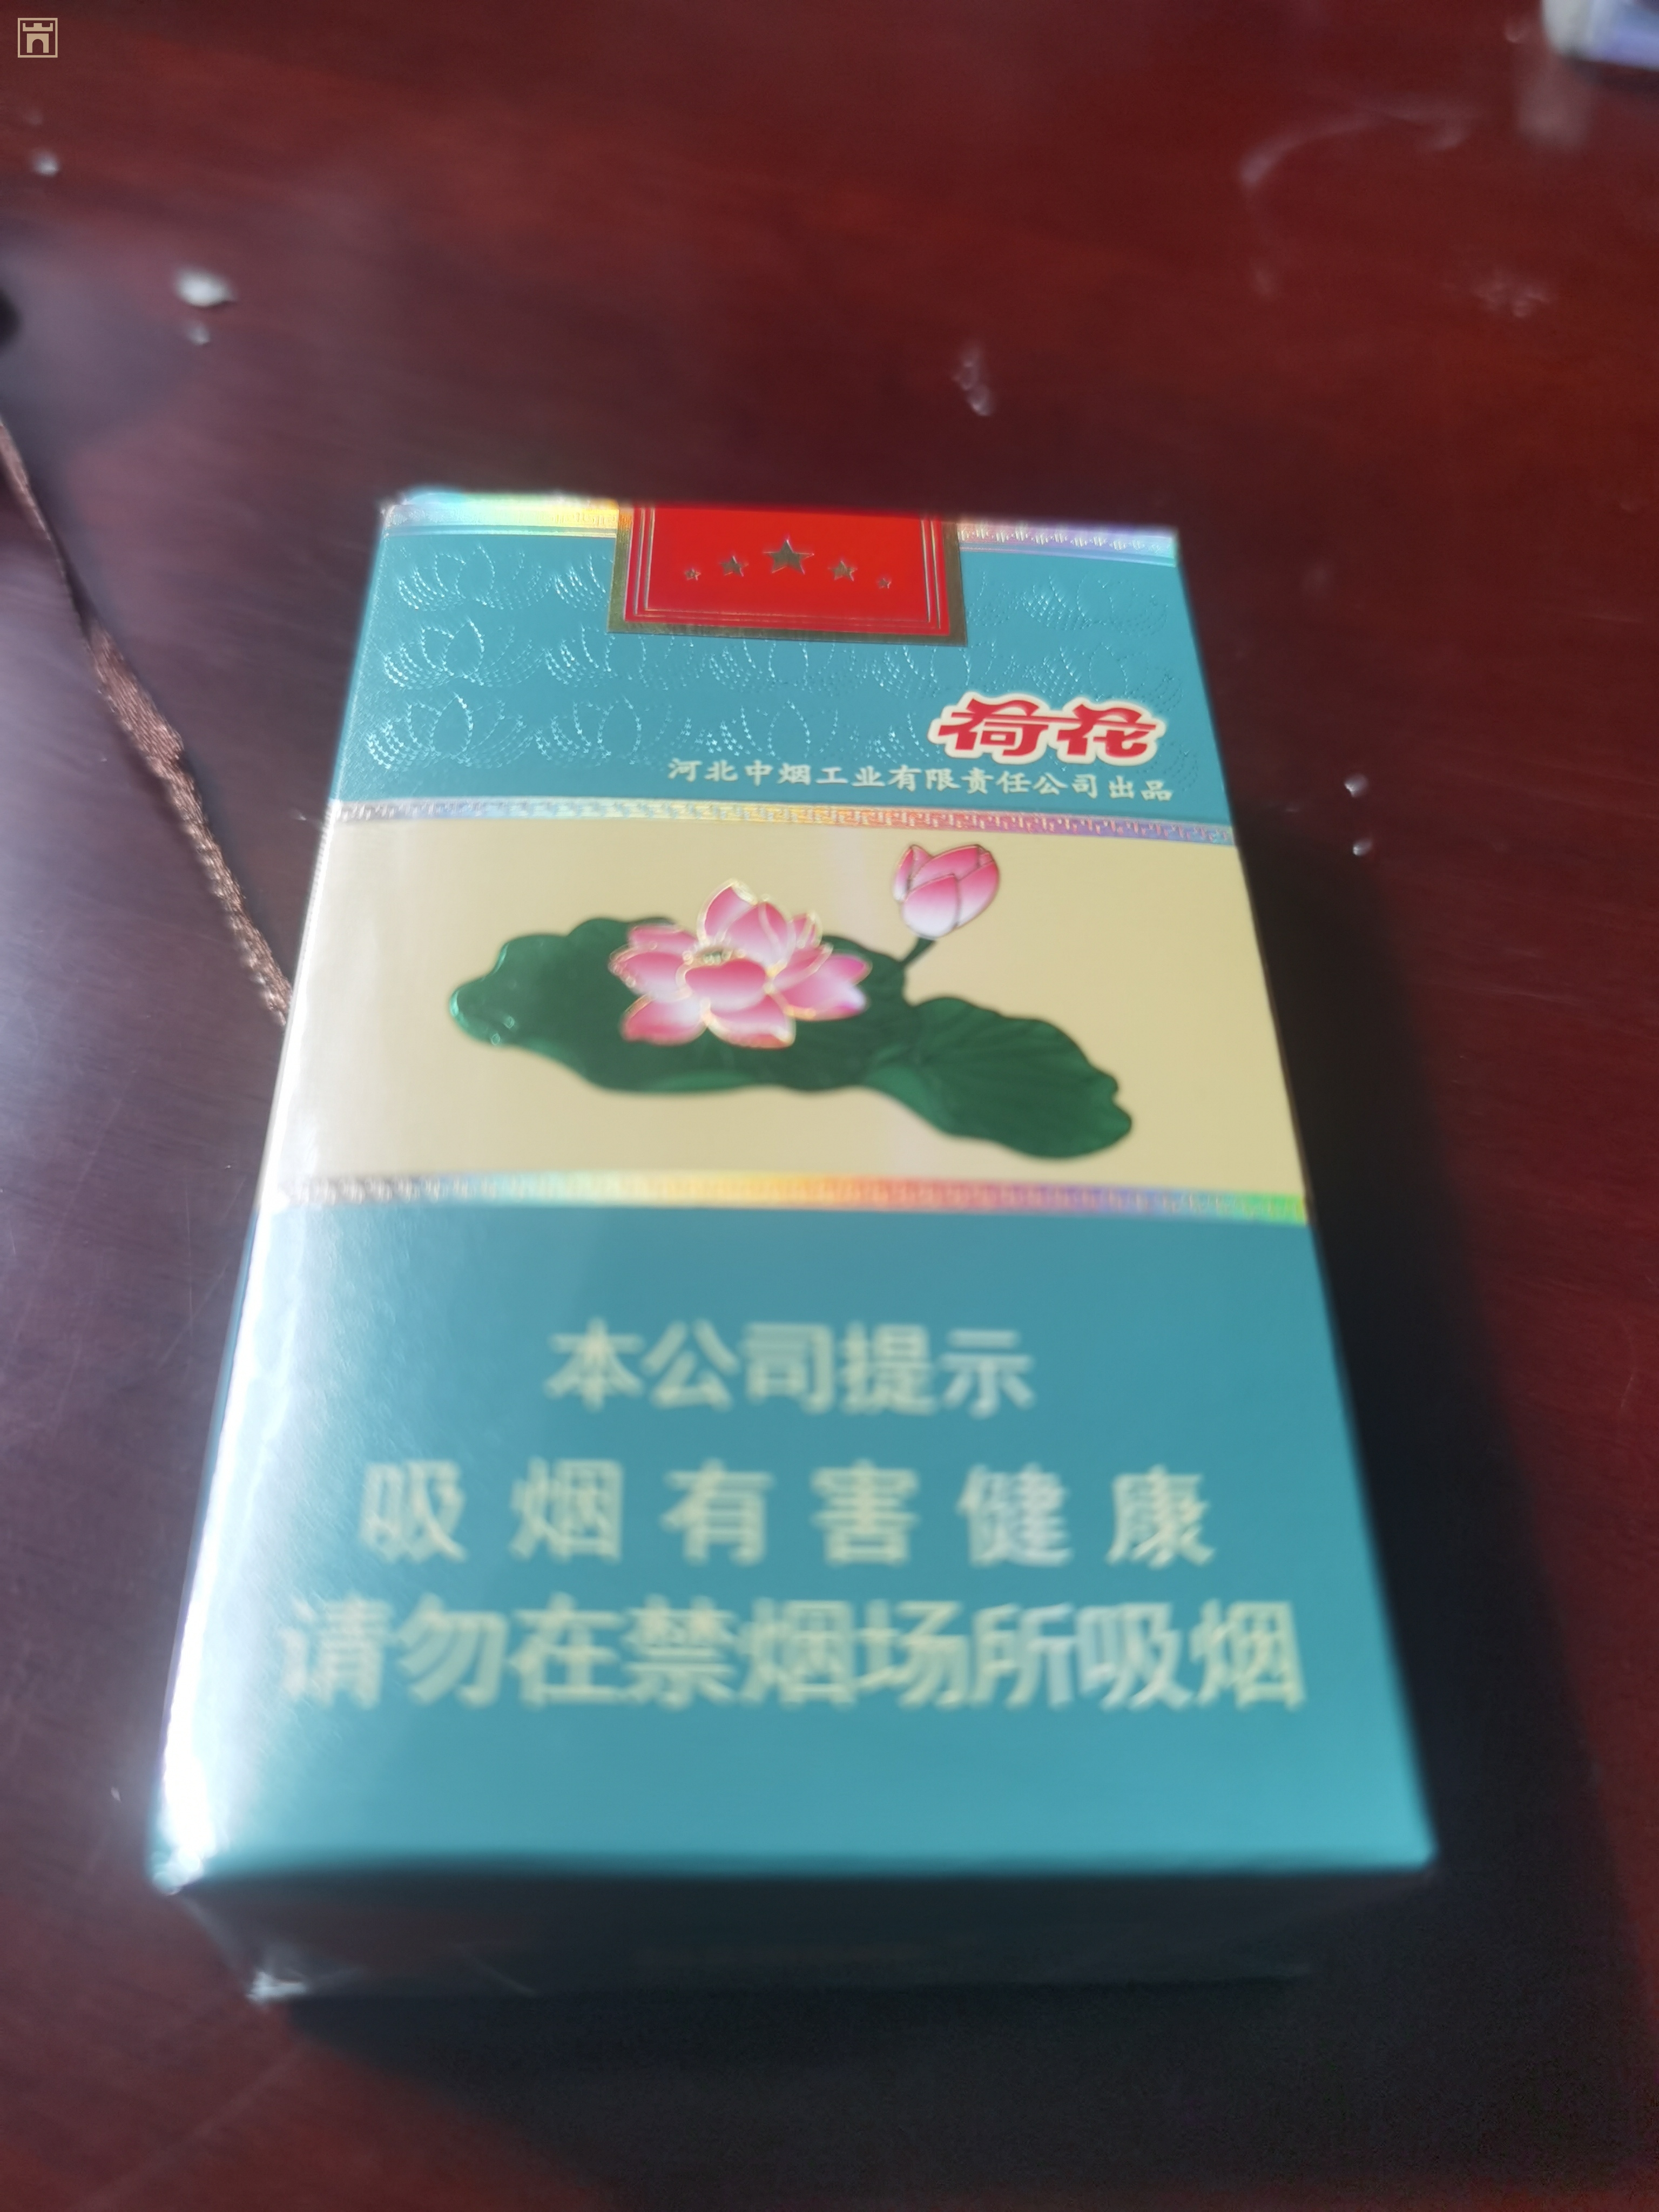 荷花
河北中烟工业有限责任公司出品
本公司提示
吸烟有害健康
请勿在禁烟场所吸烟